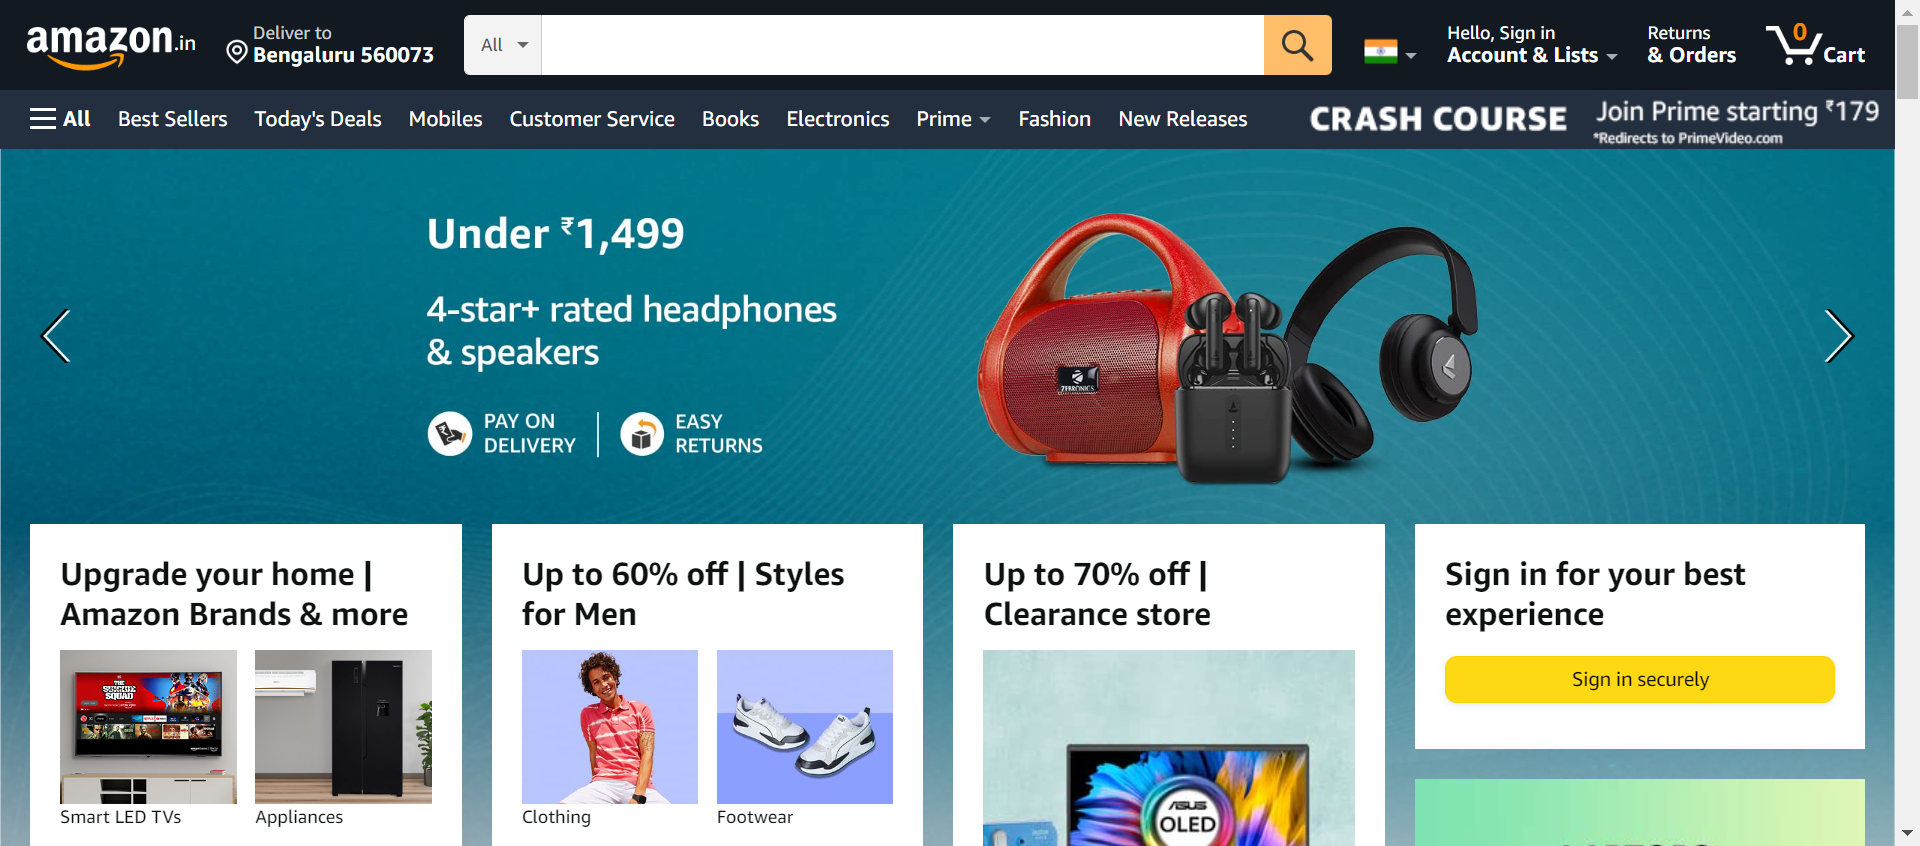 amazon.in
Deliver to
Bengaluru 560073
All
Hello, Sign in
Account & Lists
Returns
& Orders
0
Cart
All
Best Sellers
Today's Deals
Mobiles
Customer Service
Books
Electronics
Prime
Fashion
New Releases
CRASH COURSE
Join Prime starting ₹179
*Redirects to PrimeVideo.com
Under ₹1,499
4-star+ rated headphones
& speakers
PAY ON
DELIVERY
EASY
RETURNS
ZEBRONICS
Upgrade your home |
Amazon Brands & more
THE
SUICIDE
SQUAD
Smart LED TVs
Appliances
Up to 60% off | Styles
for Men
Clothing
Footwear
Up to 70% off |
Clearance store
ASUS
OLED
Sign in for your best
experience
Sign in securely